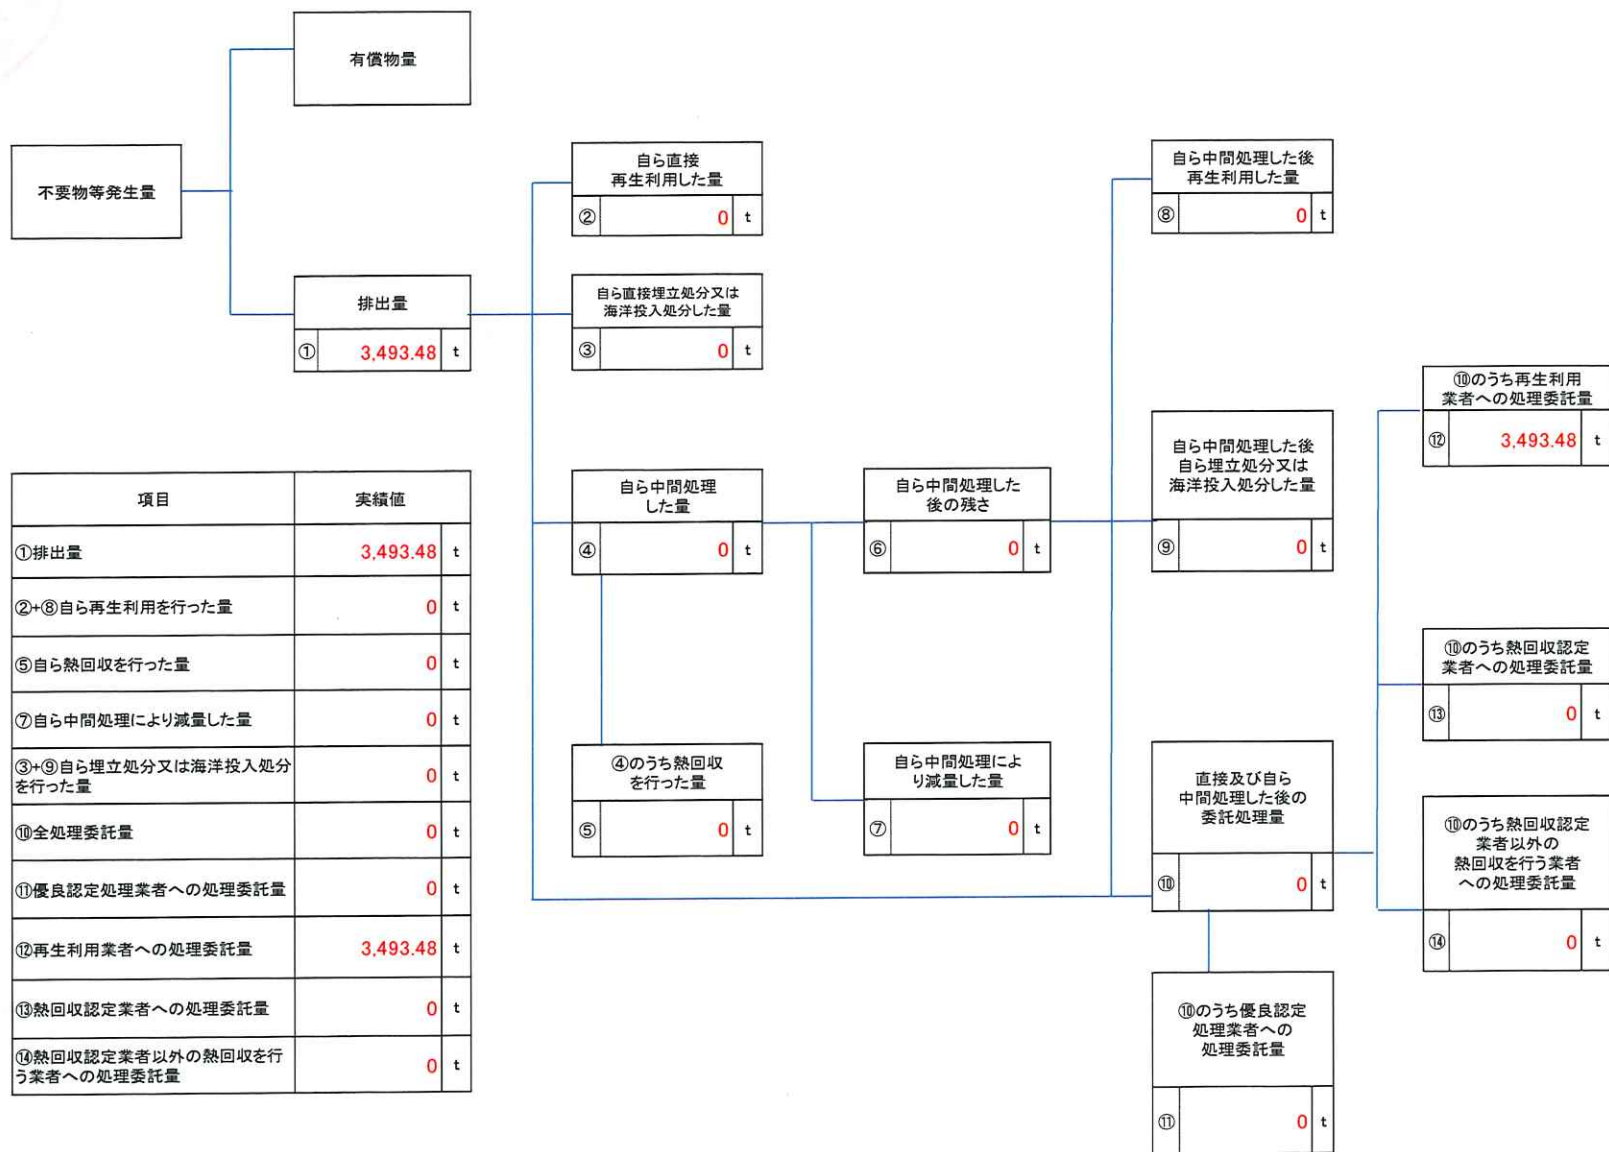 有償物量
不要物等発生量
排出量
① 3,493.48 t
自ら直接
再生利用した量
② 0 t
自ら直接埋立処分又は
海洋投入処分した量
③ 0 t
自ら中間処理
した量
④ 0 t
④のうち熱回収
を行った量
⑤ 0 t
自ら中間処理した
後の残さ
⑥ 0 t
自ら中間処理によ
り減量した量
⑦ 0 t
自ら中間処理した後
再生利用した量
⑧ 0 t
自ら中間処理した後
自ら埋立処分又は
海洋投入処分した量
⑨ 0 t
直接及び自ら
中間処理した後の
委託処理量
⑩ 0 t
⑩のうち優良認定
処理業者への
処理委託量
⑪ 0 t
⑩のうち再生利用
業者への処理委託量
⑫ 3,493.48 t
⑩のうち熱回収認定
業者への処理委託量
⑬ 0 t
⑩のうち熱回収認定
業者以外の
熱回収を行う業者
への処理委託量
⑭ 0 t
項目 実績値
①排出量 3,493.48 t
②+⑧自ら再生利用を行った量 0 t
⑤自ら熱回収を行った量 0 t
⑦自ら中間処理により減量した量 0 t
③+⑨自ら埋立処分又は海洋投入処分
を行った量 0 t
⑩全処理委託量 0 t
⑪優良認定処理業者への処理委託量 0 t
⑫再生利用業者への処理委託量 3,493.48 t
⑬熱回収認定業者への処理委託量 0 t
⑭熱回収認定業者以外の熱回収を行
う業者への処理委託量 0 t